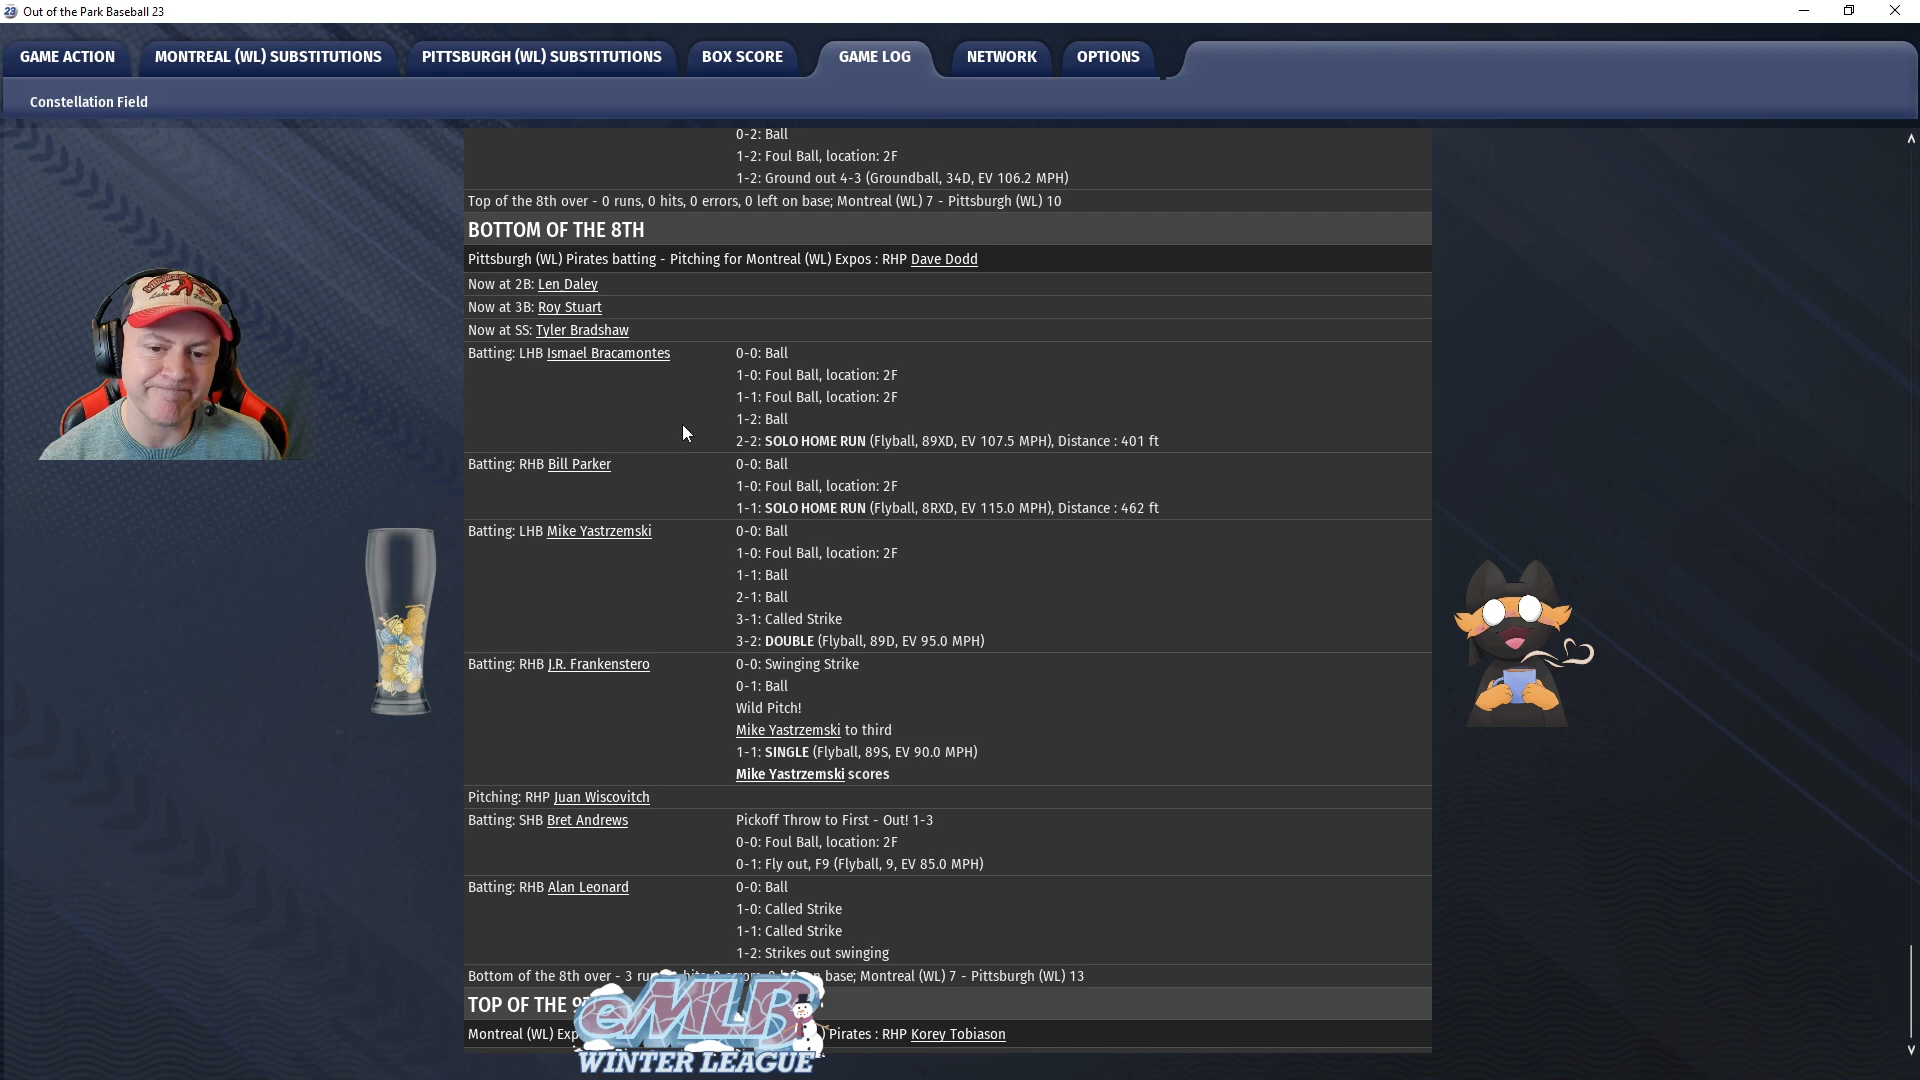 Out of the Park Baseball 23
GAME ACTION
MONTREAL (WL) SUBSTITUTIONS
PITTSBURGH (WL) SUBSTITUTIONS
BOX SCORE
GAME LOG
NETWORK
OPTIONS
Constellation Field
0-2: Ball
1-2: Foul Ball, location: 2F
1-2: Ground out 4-3 (Groundball, 34D, EV 106.2 MPH)
Top of the 8th over - 0 runs, 0 hits, 0 errors, 0 left on base; Montreal (WL) 7 - Pittsburgh (WL) 10
BOTTOM OF THE 8TH
Pittsburgh (WL) Pirates batting - Pitching for Montreal (WL) Expos : RHP Dave Dodd
Now at 2B: Len Daley
Now at 3B: Roy Stuart
Now at SS: Tyler Bradshaw
Batting: LHB Ismael Bracamontes 0-0: Ball
1-0: Foul Ball, location: 2F
1-1: Foul Ball, location: 2F
1-2: Ball
2-2: SOLO HOME RUN (Flyball, 89XD, EV 107.5 MPH), Distance : 401 ft
Batting: RHB Bill Parker 0-0: Ball
1-0: Foul Ball, location: 2F
1-1: SOLO HOME RUN (Flyball, 8RXD, EV 115.0 MPH), Distance : 462 ft
Batting: LHB Mike Yastrzemski 0-0: Ball
1-0: Foul Ball, location: 2F
1-1: Ball
2-1: Ball
3-1: Called Strike
3-2: DOUBLE (Flyball, 89D, EV 95.0 MPH)
Batting: RHB J.R. Frankenstero 0-0: Swinging Strike
0-1: Ball
Wild Pitch!
Mike Yastrzemski to third
1-1: SINGLE (Flyball, 89S, EV 90.0 MPH)
Mike Yastrzemski scores
Pitching: RHP Juan Wiscovitch
Batting: SHB Bret Andrews Pickoff Throw to First - Out! 1-3
0-0: Foul Ball, location: 2F
0-1: Fly out, F9 (Flyball, 9, EV 85.0 MPH)
Batting: RHB Alan Leonard 0-0: Ball
1-0: Called Strike
1-1: Called Strike
1-2: Strikes out swinging
Bottom of the 8th over - 3 base; Montreal (WL) 7 - Pittsburgh (WL) 13
TOP OF THE
Montreal (WL) Pirates : RHP Korey Tobiason
eMLB
WINTER LEAGUE